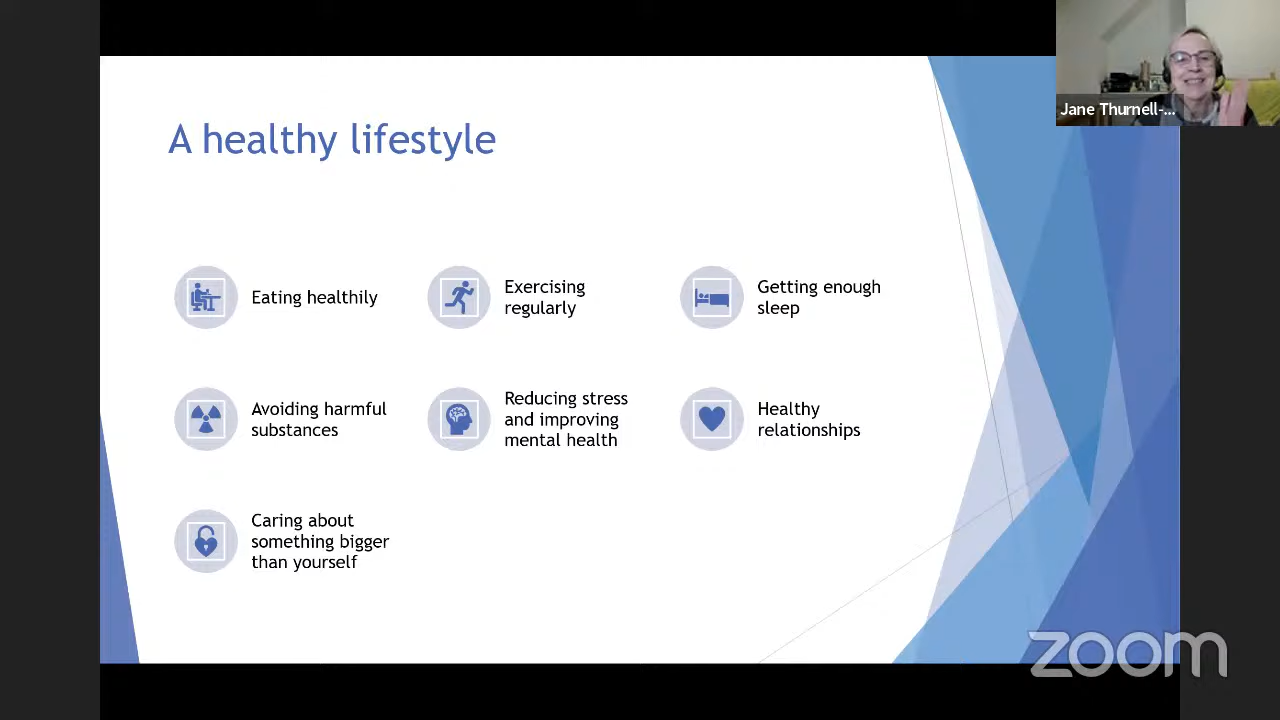 A healthy lifestyle
Jane Thurnell-...
Eating healthily
Exercising
regularly
Getting enough
sleep
Avoiding harmful
substances
Reducing stress
and improving
mental health
Healthy
relationships
Caring about
something bigger
than yourself
zoom